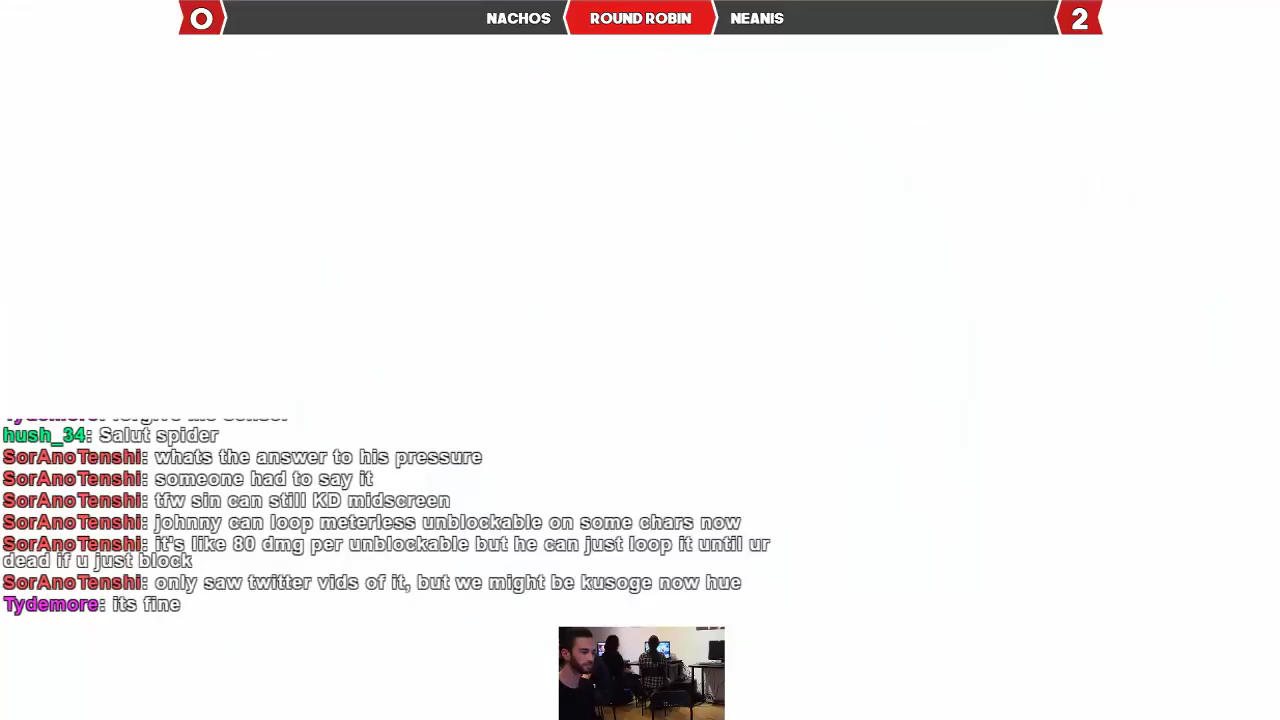 0 NACHOS ROUND ROBIN NEANIS 2
hush_34: Salut spider
SorAnoTenshi: whats the answer to his pressure
SorAnoTenshi: someone had to say it
SorAnoTenshi: tfw sin can still KD midscreen
SorAnoTenshi: johnny can loop meterless unblockable on some chars now
SorAnoTenshi: it's like 80 dmg per unblockable but he can just loop it until ur
dead if u just block
SorAnoTenshi: only saw twitter vids of it, but we might be kusoge now hue
Tydemore: its fine